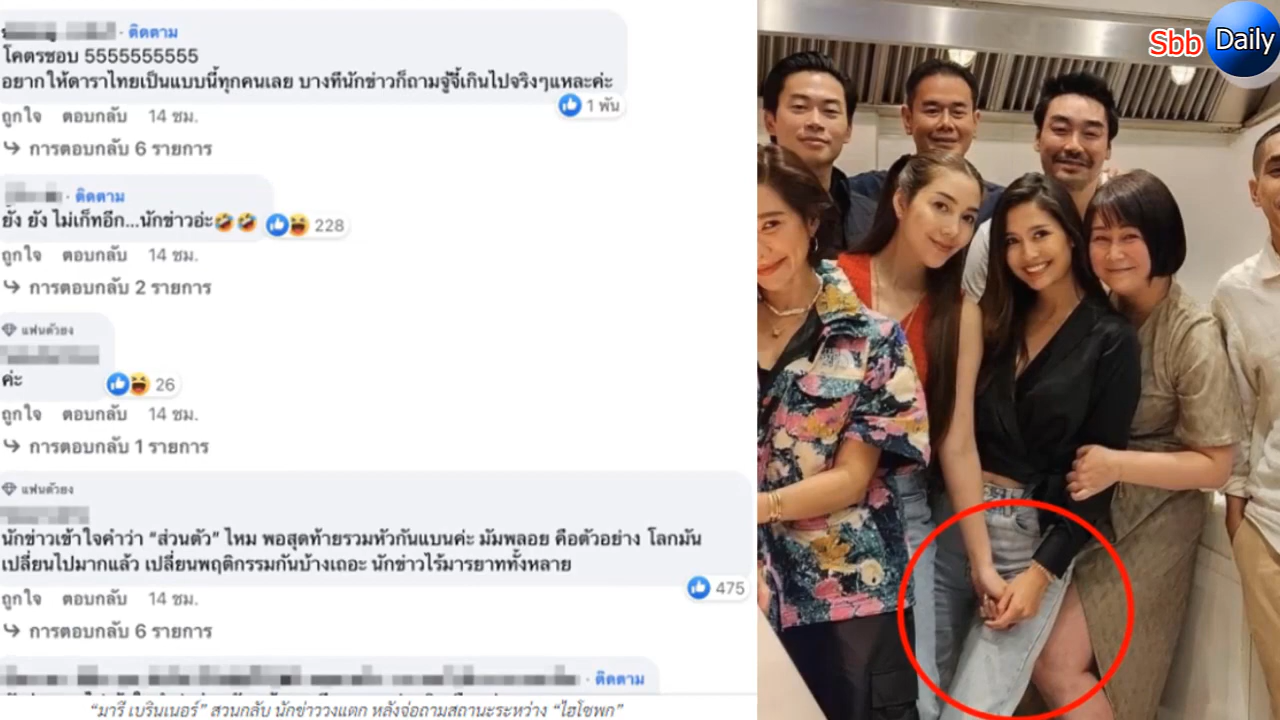 ติดตาม
โคตรชอบ 5555555555
อยากให้ดาราไทยเป็นแบบนี้ทุกคนเลย บางทีนักข่าวก็ถามจู้จี้เกินไปจริงๆแหละค่ะ
1 พัน
ถูกใจ ตอบกลับ 14 ชม.
การตอบกลับ 6 รายการ
ติดตาม
ยัง ยัง ไม่เก็ทอีก...นักข่าวอ่ะ🤣🤣
228
ถูกใจ ตอบกลับ 14 ชม.
การตอบกลับ 2 รายการ
แฟนตัวยง
ค่ะ
26
ถูกใจ ตอบกลับ 14 ชม.
การตอบกลับ 1 รายการ
แฟนตัวยง
นักข่าวเข้าใจคำว่า “ส่วนตัว” ไหม พอสุดท้ายรวมหัวกันแบนค่ะ มัมพลอย คือตัวอย่าง โลกมัน
เปลี่ยนไปมากแล้ว เปลี่ยนพฤติกรรมกันบ้างเถอะ นักข่าวไร้มารยาททั้งหลาย
475
ถูกใจ ตอบกลับ 14 ชม.
การตอบกลับ 6 รายการ
ติดตาม
“มารี เบรินเนอร์” สวนกลับ นักข่าววงแตก หลังจ่อถามสถานะระหว่าง “ไฮโซพก”
Sbb Daily